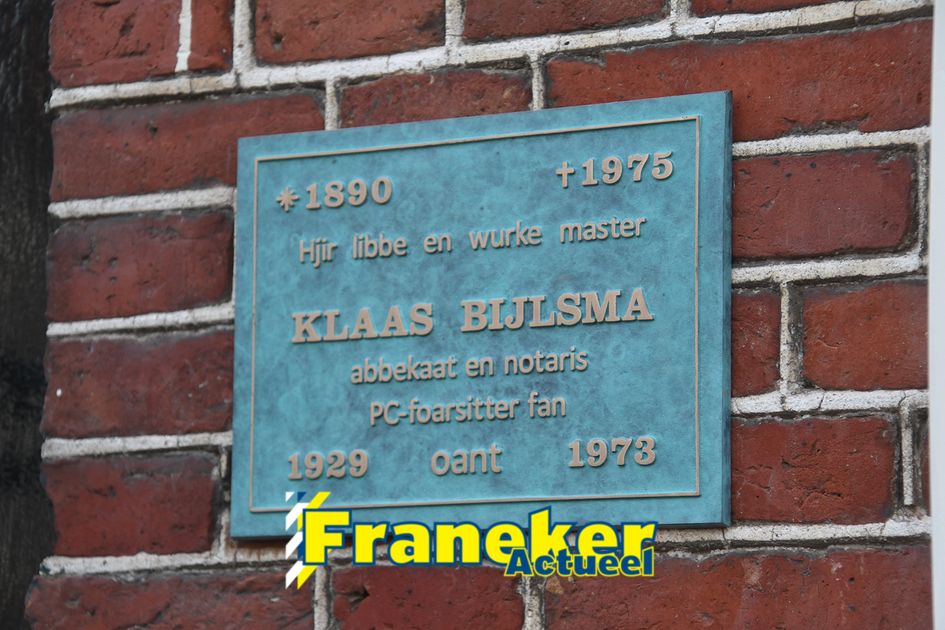 *1890 †1975
Hjir libbe en wurke master
KLAAS BIJLSMA
abbekaat en notaris
PC-foarsitter fan
1929 oant 1973
Franeker
Actueel